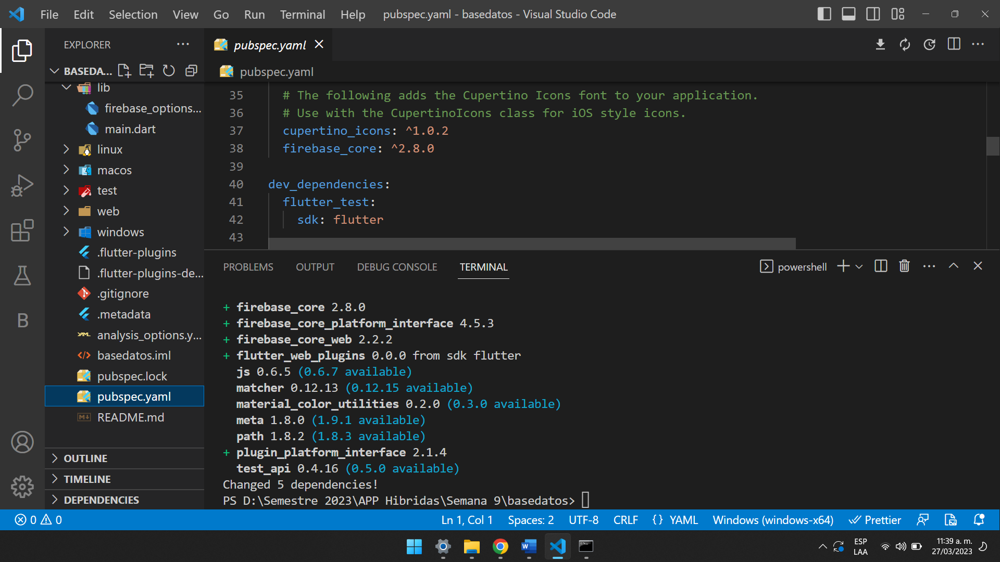 File Edit Selection View Go Run Terminal Help pubspec.yaml - basedatos - Visual Studio Code
EXPLORER
BASEDA...
lib
firebase_options...
main.dart
linux
macos
test
web
windows
.flutter-plugins
.flutter-plugins-de...
.gitignore
.metadata
analysis_options.y...
basedatos.iml
pubspec.lock
pubspec.yaml
README.md
OUTLINE
TIMELINE
DEPENDENCIES
pubspec.yaml
pubspec.yaml
35 # The following adds the Cupertino Icons font to your application.
36 # Use with the CupertinoIcons class for iOS style icons.
37 cupertino_icons: ^1.0.2
38 firebase_core: ^2.8.0
39
40 dev_dependencies:
41 flutter_test:
42 sdk: flutter
43
PROBLEMS OUTPUT DEBUG CONSOLE TERMINAL powershell
+ firebase_core 2.8.0
+ firebase_core_platform_interface 4.5.3
+ firebase_core_web 2.2.2
+ flutter_web_plugins 0.0.0 from sdk flutter
js 0.6.5 (0.6.7 available)
matcher 0.12.13 (0.12.15 available)
material_color_utilities 0.2.0 (0.3.0 available)
meta 1.8.0 (1.9.1 available)
path 1.8.2 (1.8.3 available)
+ plugin_platform_interface 2.1.4
test_api 0.4.16 (0.5.0 available)
Changed 5 dependencies!
PS D:\Semestre 2023\APP Hibridas\Semana 9\basedatos>
0 0 Ln 1, Col 1 Spaces: 2 UTF-8 CRLF {} YAML Windows (windows-x64) Prettier
ESP
LAA
11:39 a. m.
27/03/2023